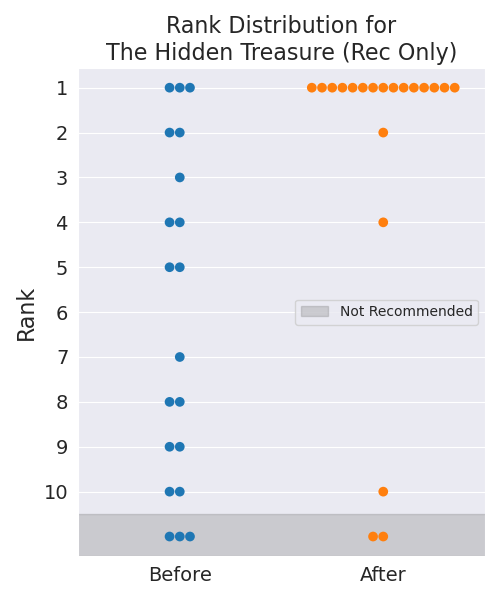 Rank Distribution for
The Hidden Treasure (Rec Only)
Rank
1
2
3
4
5
6
7
8
9
10
Not Recommended
Before
After